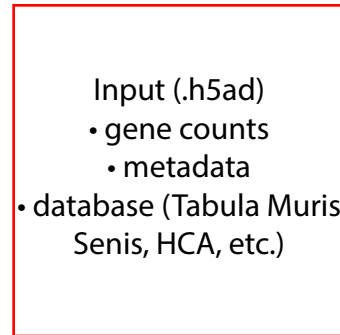 Input (.h5ad)
• gene counts
• metadata
• database (Tabula Muris
Senis, HCA, etc.)